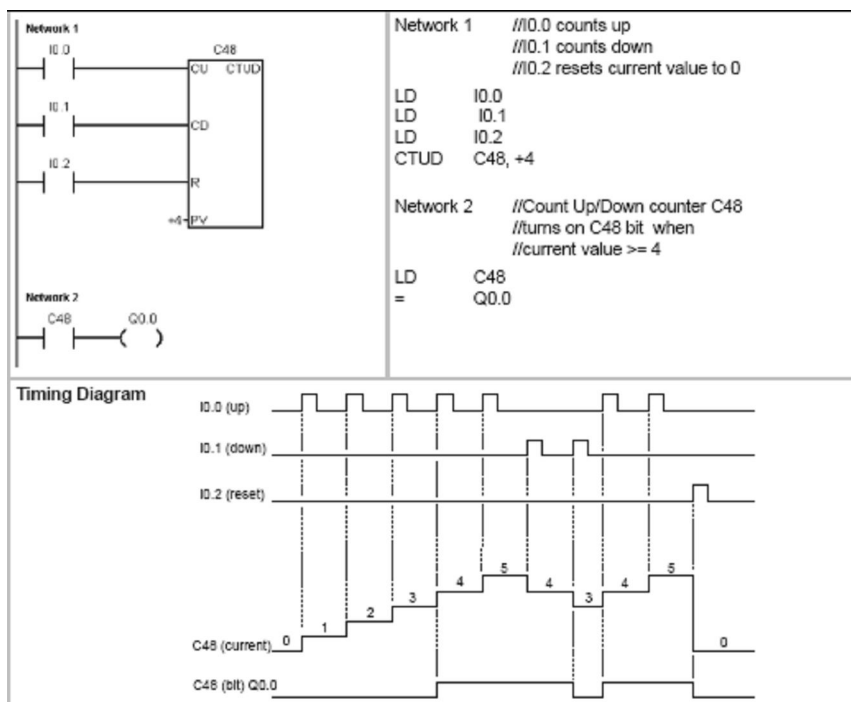 Network 1
I0.0
C48
CU CTUD
I0.1
CD
I0.2
R
+4 PV
Network 2
C48 Q0.0
Network 1 //I0.0 counts up
//I0.1 counts down
//I0.2 resets current value to 0
LD I0.0
LD I0.1
LD I0.2
CTUD C48, +4
Network 2 //Count Up/Down counter C48
//turns on C48 bit when
//current value >= 4
LD C48
= Q0.0
Timing Diagram
I0.0 (up)
I0.1 (down)
I0.2 (reset)
C48 (current) 0 1 2 3 4 5 4 3 4 5 0
C48 (bit) Q0.0